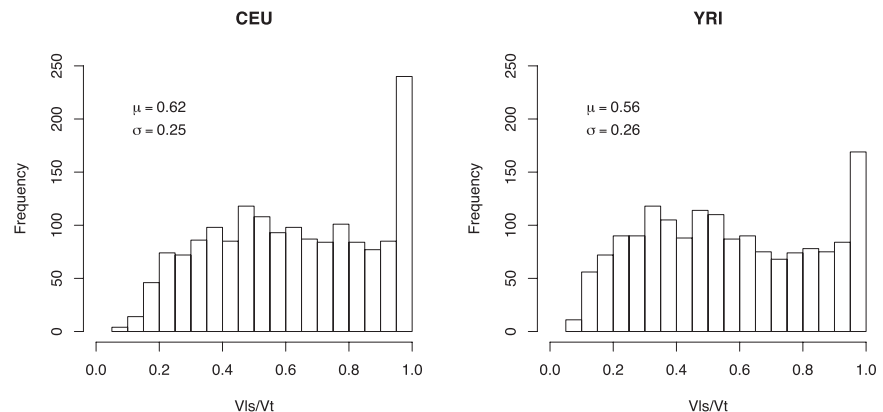 CEU
μ = 0.62
σ = 0.25
Frequency
250
200
150
100
50
0
0.0 0.2 0.4 0.6 0.8 1.0
Vls/Vt
YRI
μ = 0.56
σ = 0.26
Frequency
250
200
150
100
50
0
0.0 0.2 0.4 0.6 0.8 1.0
Vls/Vt